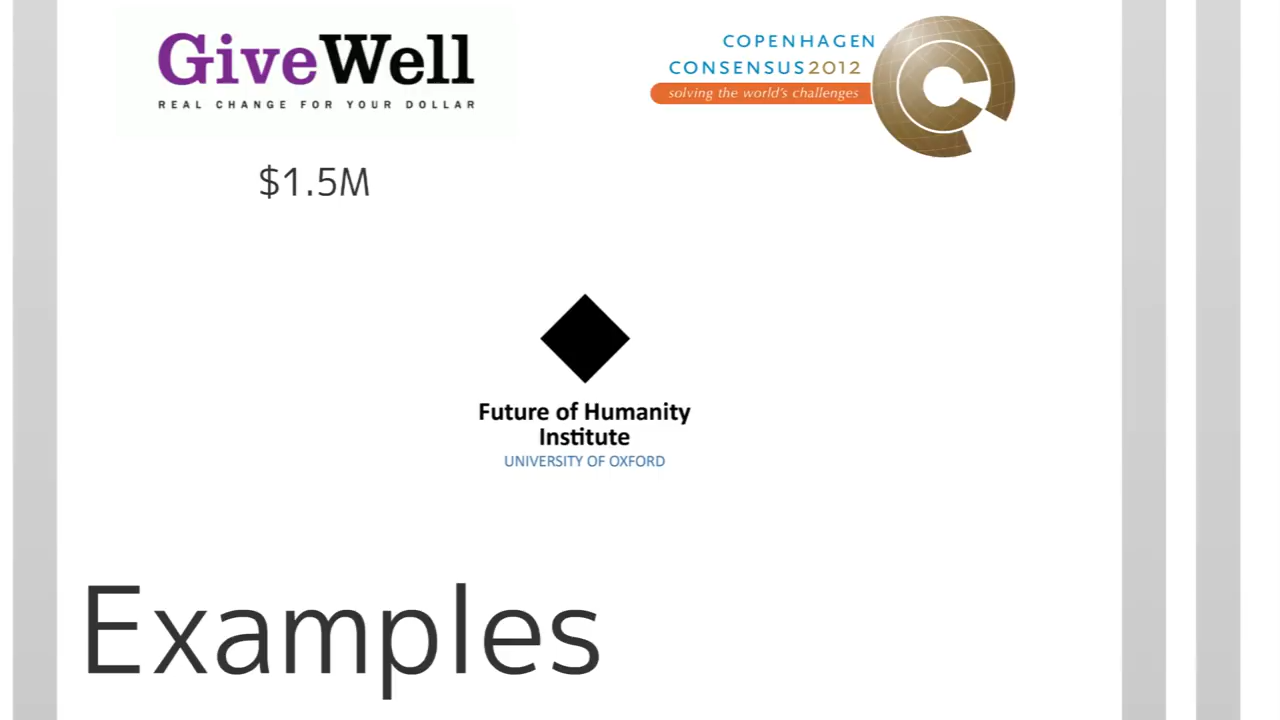 GiveWell
REAL CHANGE FOR YOUR DOLLAR
$1.5M
COPENHAGEN
CONSENSUS2012
solving the world's challenges
Future of Humanity
Institute
UNIVERSITY OF OXFORD
Examples